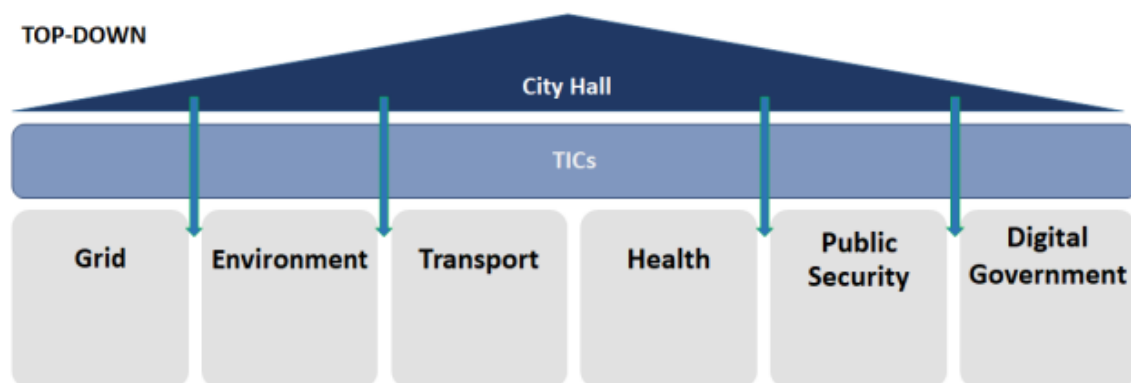 TOP-DOWN
City Hall
TICs
Grid
Environment
Transport
Health
Public
Security
Digital
Government